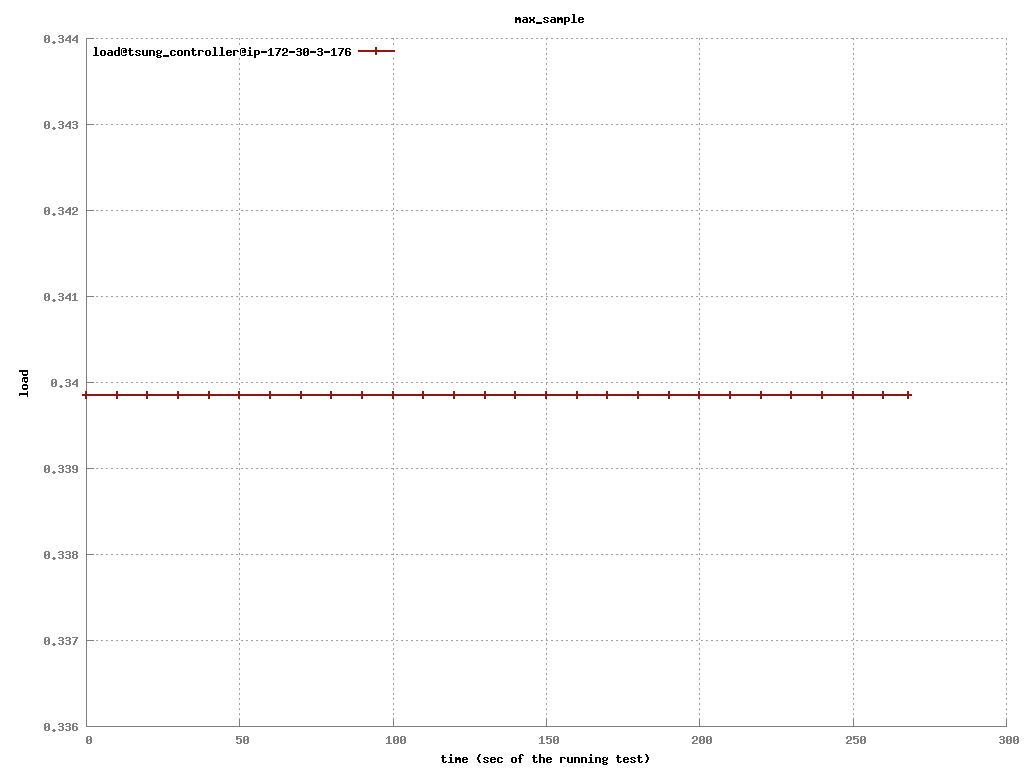 max_sample
load@tsung_controller@ip-172-30-3-176
0.344
0.343
0.342
0.341
0.34
0.339
0.338
0.337
0.336
load
0 50 100 150 200 250 300
time (sec of the running test)